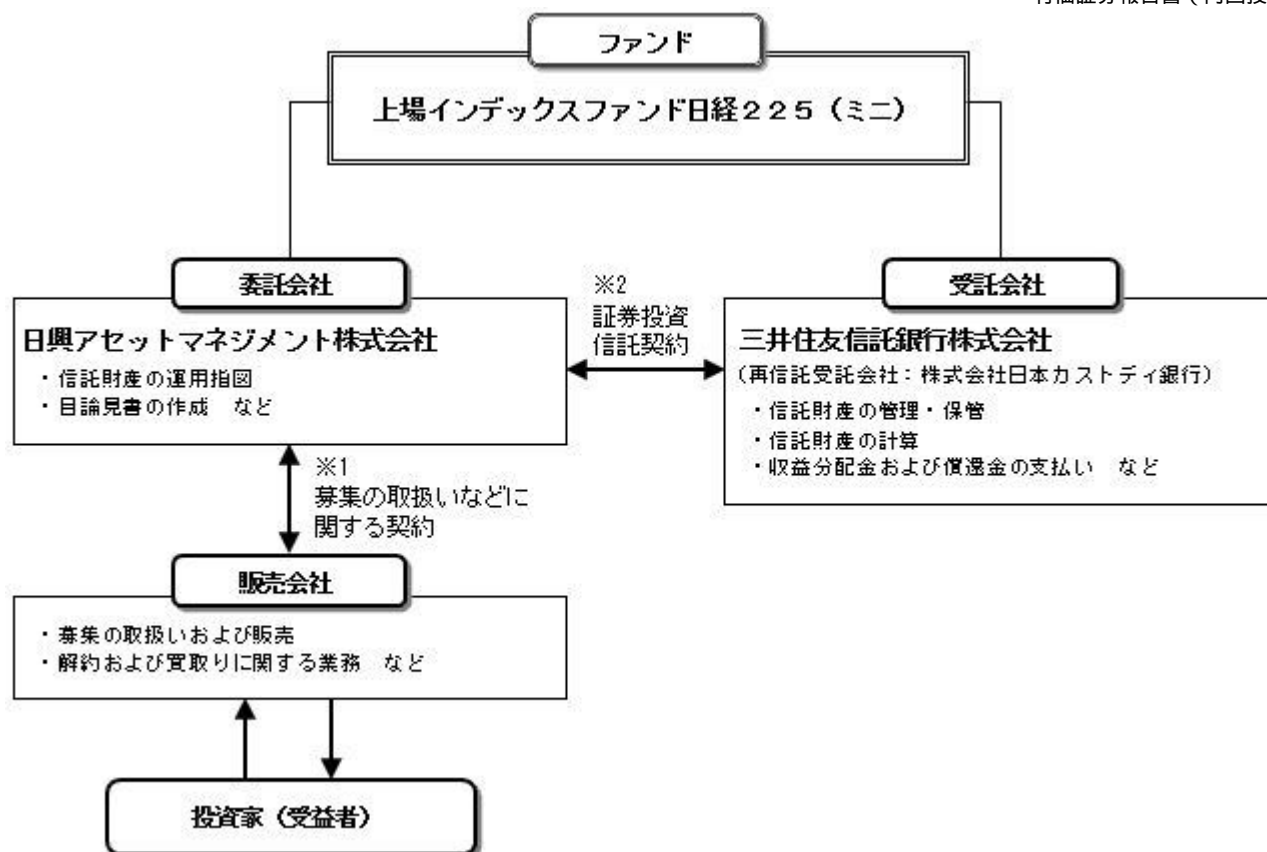 ファンド
上場インデックスファンド日経225(ミニ)
委託会社
日興アセットマネジメント株式会社
・信託財産の運用指図
・目論見書の作成 など
※2
証券投資
信託契約
受託会社
三井住友信託銀行株式会社
(再信託受託会社:株式会社日本カストディ銀行)
・信託財産の管理・保管
・信託財産の計算
・収益分配金および償還金の支払い など
※1
募集の取扱いなどに
関する契約
販売会社
・募集の取扱いおよび販売
・解約および買取りに関する業務 など
投資家(受益者)